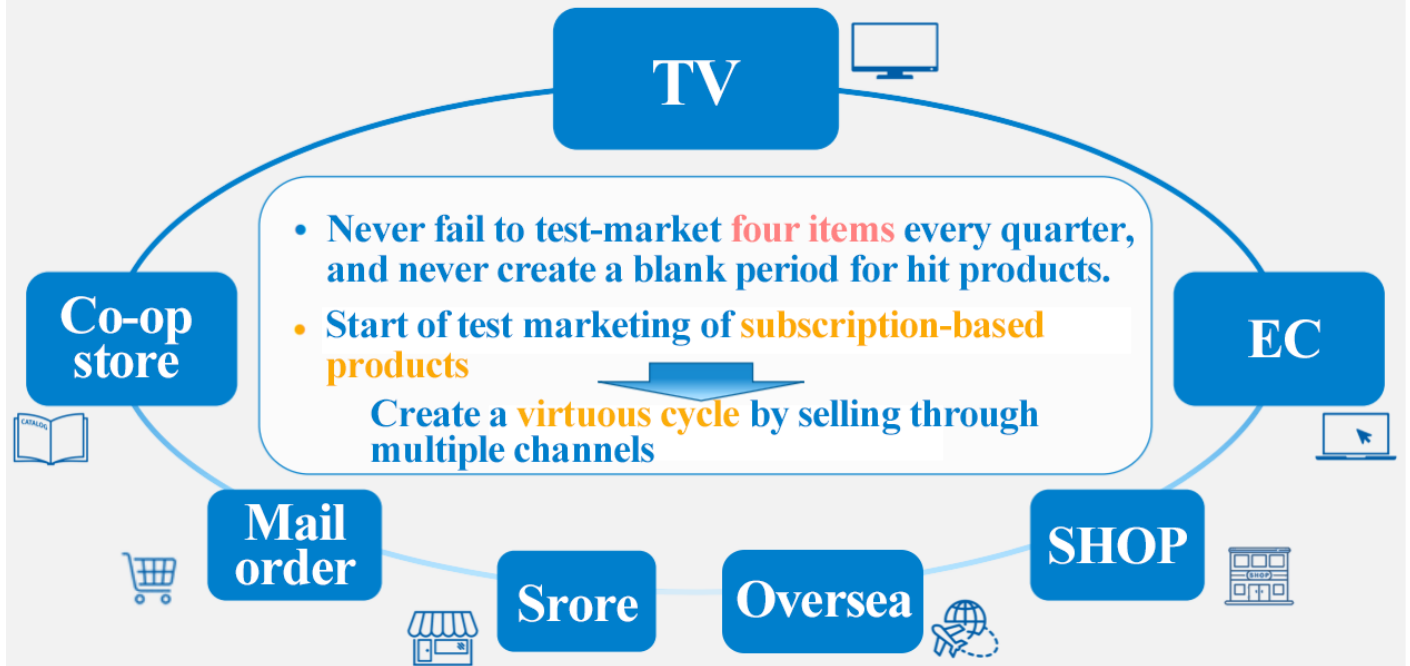 TV
• Never fail to test-market four items every quarter,
and never create a blank period for hit products.
• Start of test marketing of subscription-based
products
Create a virtuous cycle by selling through
multiple channels
Co-op
store
EC
CATALOG
Mail
order
SHOP
Srore
Oversea
SHOP